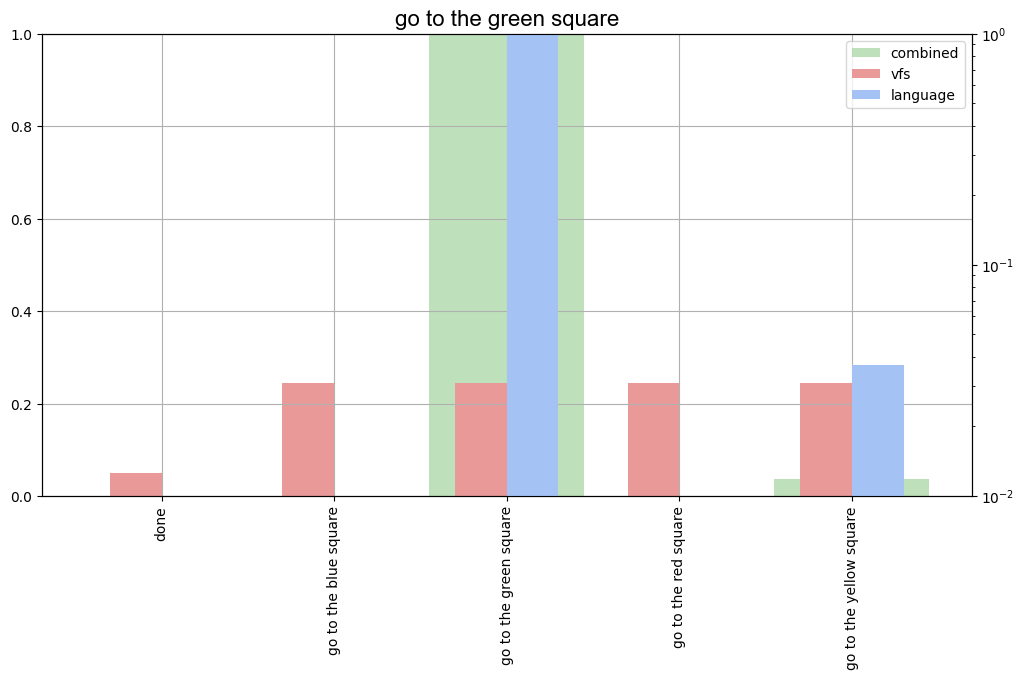 go to the green square
1.0
0.8
0.6
0.4
0.2
0.0
10^0
10^-1
10^-2
combined
vfs
language
done
go to the blue square
go to the green square
go to the red square
go to the yellow square